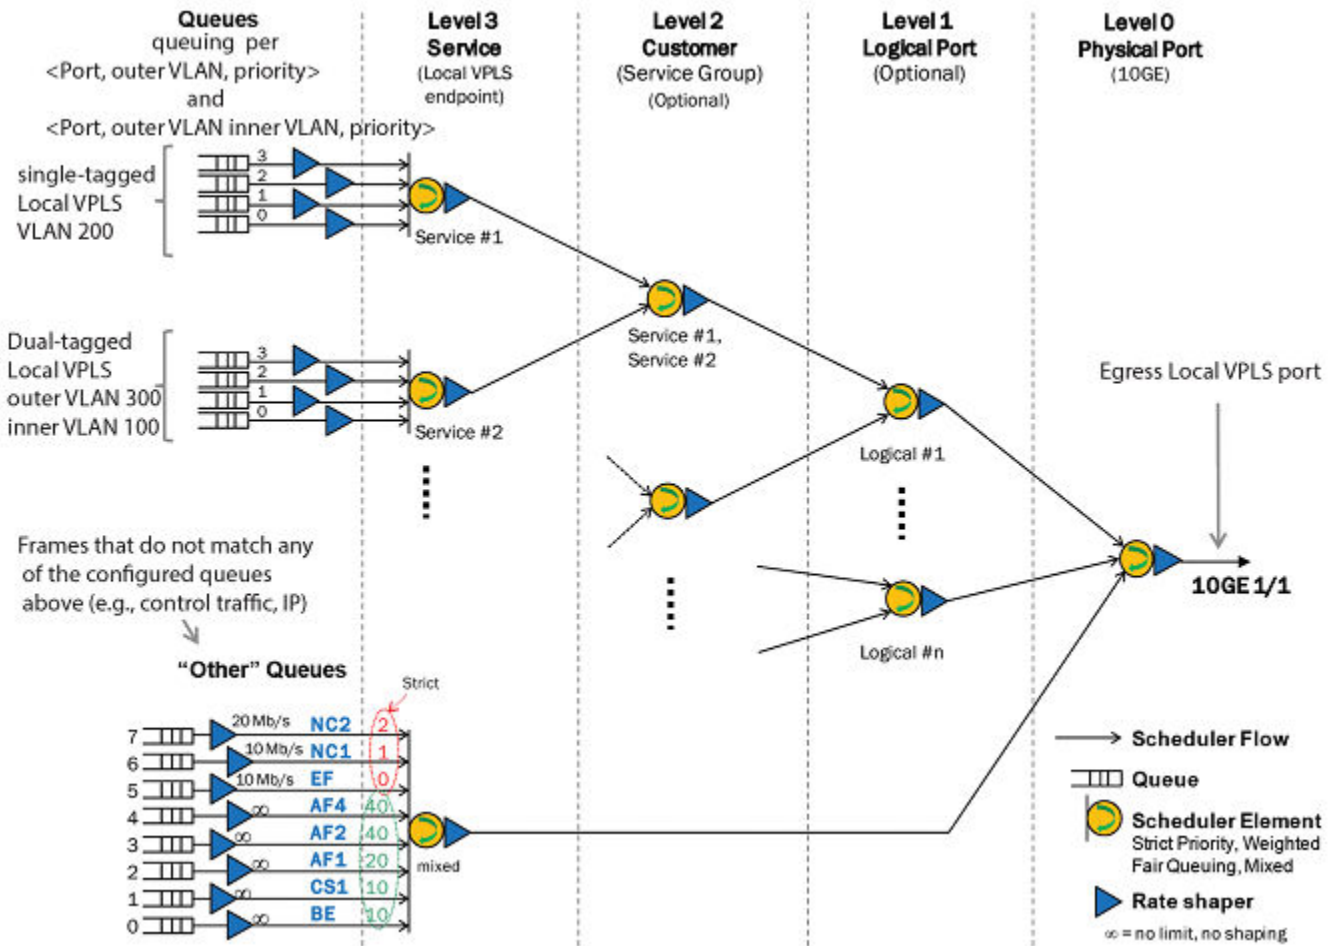 Queues
queuing per
<Port, outer VLAN, priority>
and
<Port, outer VLAN inner VLAN, priority>
Level 3
Service
(Local VPLS
endpoint)
Level 2
Customer
(Service Group)
(Optional)
Level 1
Logical Port
(Optional)
Level 0
Physical Port
(10GE)
single-tagged
Local VPLS
VLAN 200
3
2
1
0
Service #1
Dual-tagged
Local VPLS
outer VLAN 300
inner VLAN 100
3
2
1
0
Service #2
Service #1,
Service #2
Logical #1
Logical #n
Egress Local VPLS port
10GE 1/1
Frames that do not match any
of the configured queues
above (e.g., control traffic, IP)
"Other" Queues
Strict
7 20 Mb/s NC2 2
6 10 Mb/s NC1 1
5 10 Mb/s EF 0
4 ∞ AF4 40
3 ∞ AF2 40
2 ∞ AF1 20
1 ∞ CS1 10
0 ∞ BE 10
mixed
Scheduler Flow
Queue
Scheduler Element
Strict Priority, Weighted
Fair Queuing, Mixed
Rate shaper
∞ = no limit, no shaping